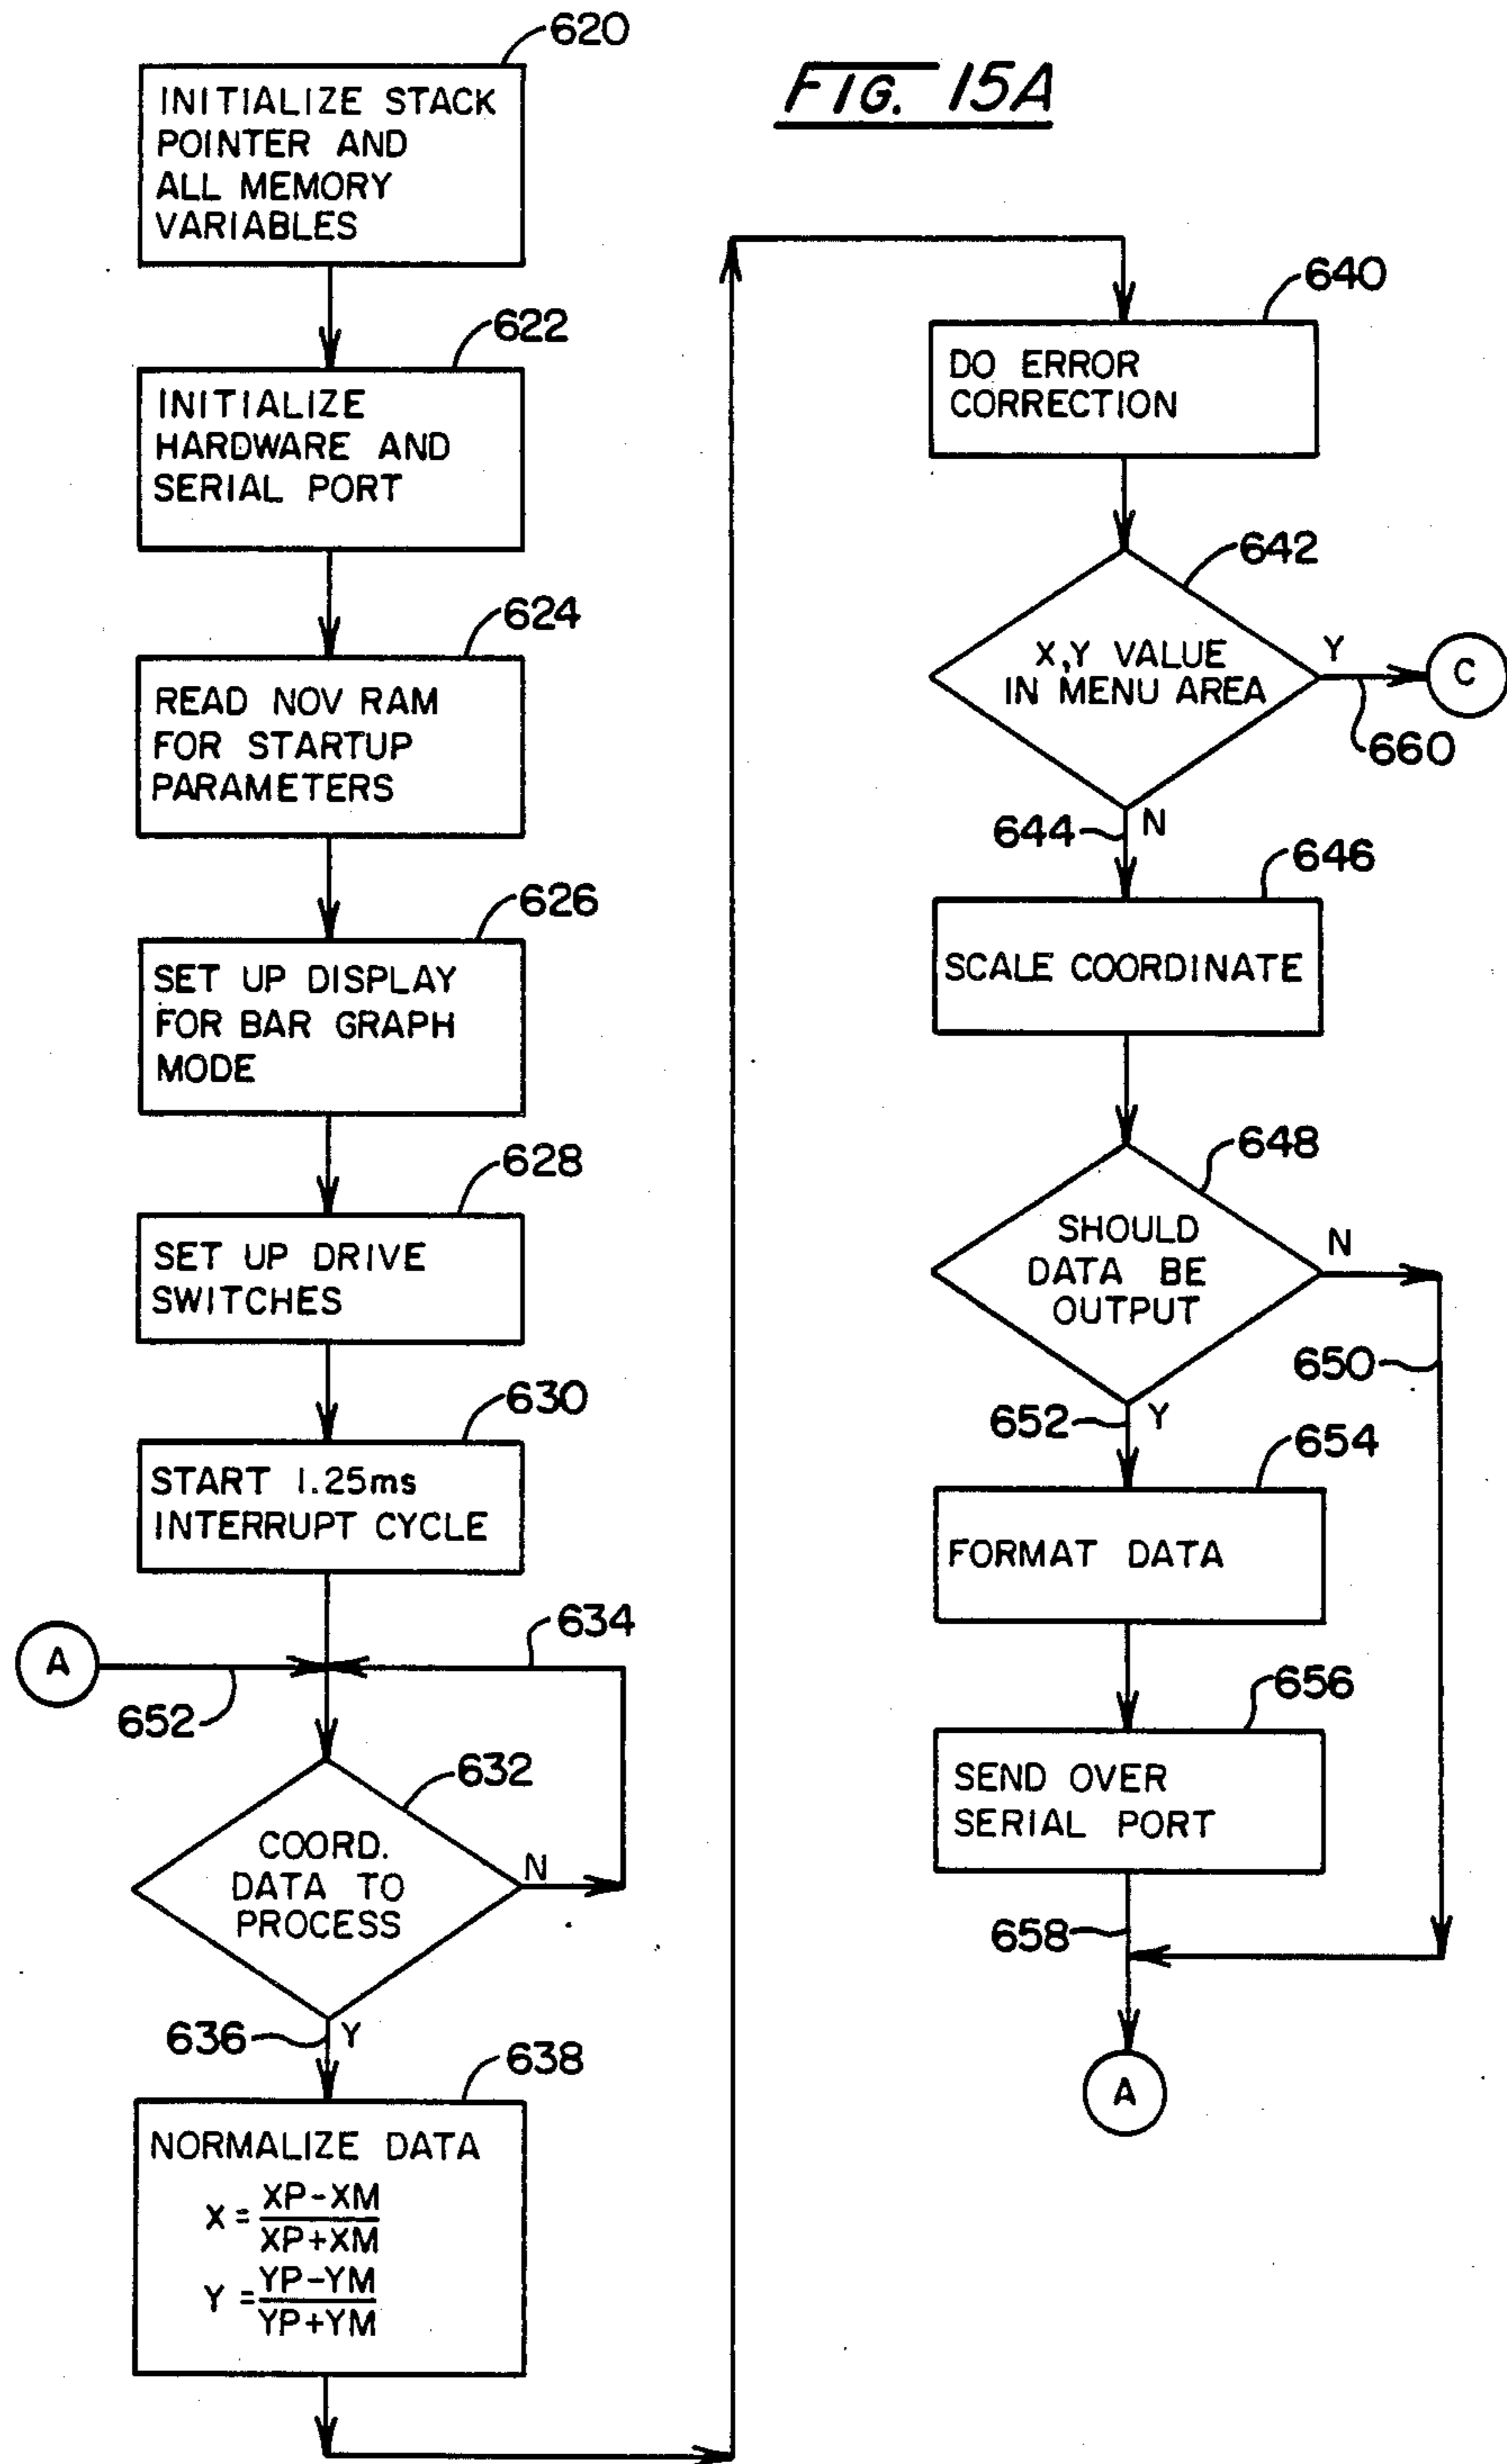 FIG. 15A
620
INITIALIZE STACK
POINTER AND
ALL MEMORY
VARIABLES
622
INITIALIZE
HARDWARE AND
SERIAL PORT
624
READ NOV RAM
FOR STARTUP
PARAMETERS
626
SET UP DISPLAY
FOR BAR GRAPH
MODE
628
SET UP DRIVE
SWITCHES
630
START 1.25ms
INTERRUPT CYCLE
634
A
652
632
COORD.
DATA TO
PROCESS
N
636
Y
638
NORMALIZE DATA
X = XP-XM
XP+XM
Y = YP-YM
YP+YM
640
DO ERROR
CORRECTION
642
X,Y VALUE
IN MENU AREA
Y
C
660
644
N
646
SCALE COORDINATE
648
SHOULD
DATA BE
OUTPUT
N
650
652
Y
654
FORMAT DATA
656
SEND OVER
SERIAL PORT
658
A